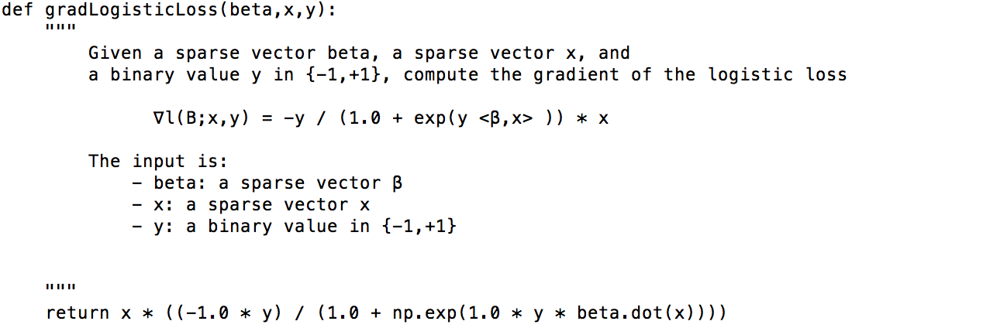 def gradLogisticLoss(beta,x,y):
"""
Given a sparse vector beta, a sparse vector x, and
a binary value y in {-1,+1}, compute the gradient of the logistic loss
∇l(B;x,y) = -y / (1.0 + exp(y <β,x> )) * x
The input is:
- beta: a sparse vector β
- x: a sparse vector x
- y: a binary value in {-1,+1}
"""
return x * ((-1.0 * y) / (1.0 + np.exp(1.0 * y * beta.dot(x))))